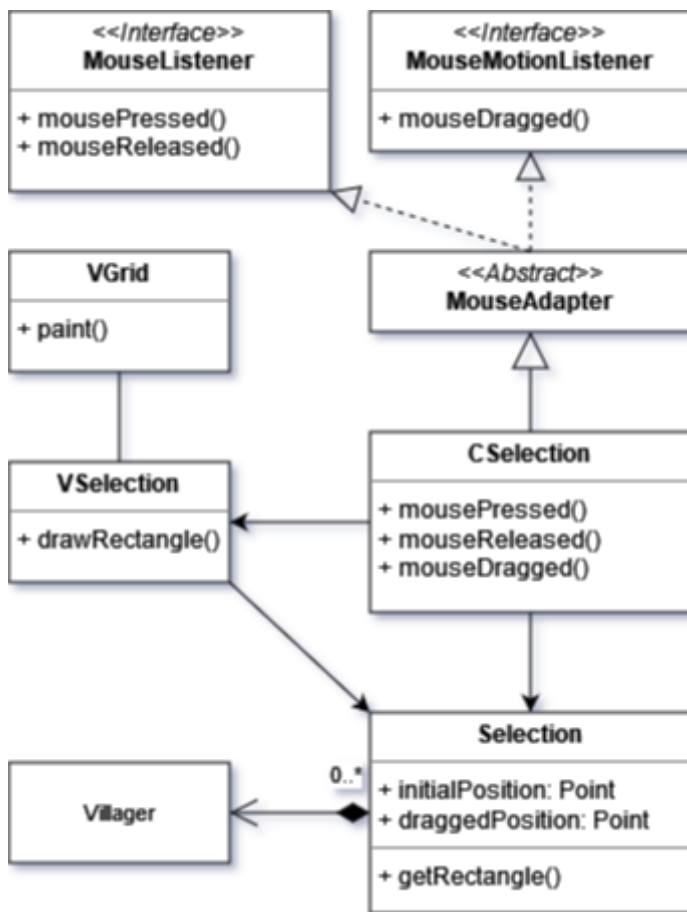 <<Interface>>
MouseListener
+ mousePressed()
+ mouseReleased()
<<Interface>>
MouseMotionListener
+ mouseDragged()
VGrid
+ paint()
<<Abstract>>
MouseAdapter
VSelection
+ drawRectangle()
CSelection
+ mousePressed()
+ mouseReleased()
+ mouseDragged()
Villager
0..*
Selection
+ initialPosition: Point
+ draggedPosition: Point
+ getRectangle()